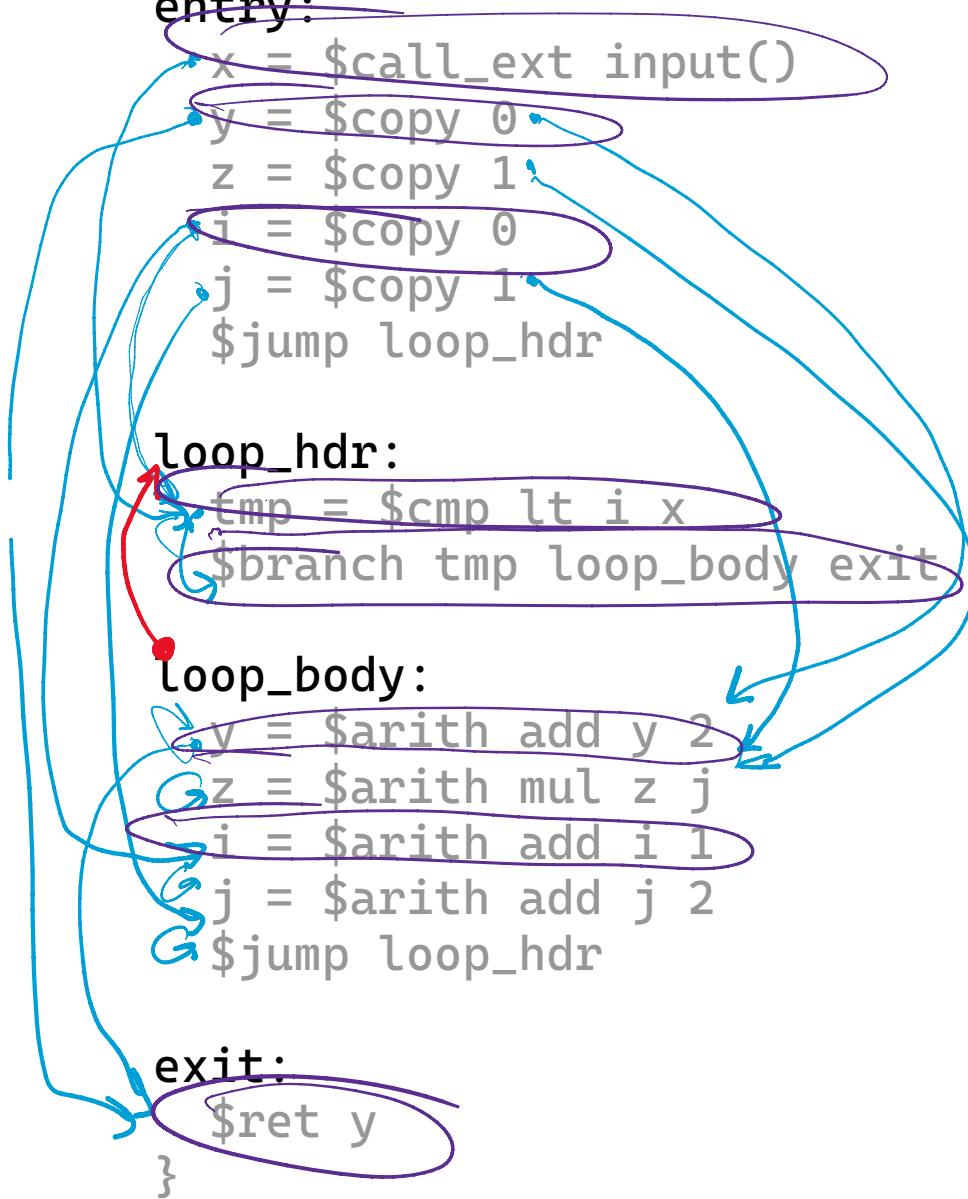 entry:
x = $call_ext input()
y = $copy 0
z = $copy 1
i = $copy 0
j = $copy 1
$jump loop_hdr
loop_hdr:
tmp = $cmp lt i x
$branch tmp loop_body exit
loop_body:
y = $arith add y 2
z = $arith mul z j
i = $arith add i 1
j = $arith add j 2
$jump loop_hdr
exit:
$ret y
}